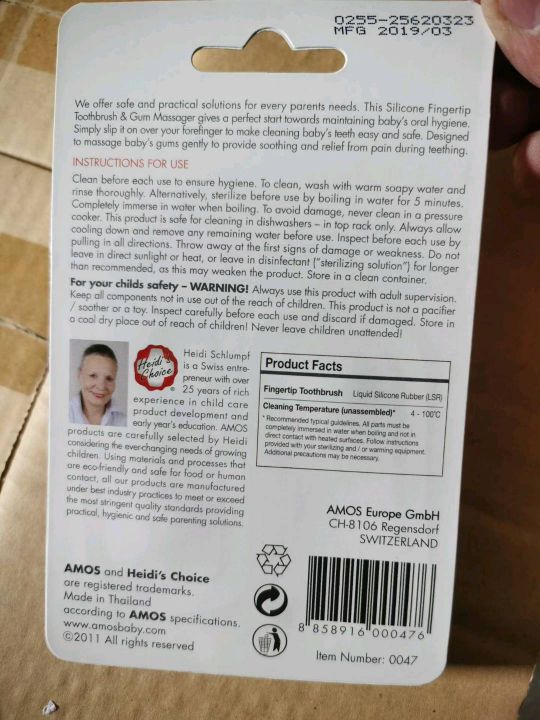 0255-25620323
MFG 2019/03
We offer safe and practical solutions for every parents needs. This Silicone Fingertip
Toothbrush & Gum Massager gives a perfect start towards maintaining baby's oral hygiene.
Simply slip it on over your forefinger to make cleaning baby's teeth easy and safe. Designed
to massage baby's gums gently to provide soothing and relief from pain during teething.
INSTRUCTIONS FOR USE
Clean before each use to ensure hygiene. To clean, wash with warm soapy water and
rinse thoroughly. Alternatively, sterilize before use by boiling in water for 5 minutes.
Completely immerse in water when boiling. To avoid damage, never clean in a pressure
cooker. This product is safe for cleaning in dishwashers – in top rack only. Always allow
cooling down and remove any remaining water before use. Inspect before each use by
pulling in all directions. Throw away at the first signs of damage or weakness. Do not
leave in direct sunlight or heat, or leave in disinfectant ("sterilizing solution") for longer
than recommended, as this may weaken the product. Store in a clean container.
For your childs safety – WARNING! Always use this product with adult supervision.
Keep all components not in use out of the reach of children. This product is not a pacifier
/ soother or a toy. Inspect carefully before each use and discard if damaged. Store in
a cool dry place out of reach of children! Never leave children unattended!
Heidi's
Choice
®
Heidi Schlumpf
is a Swiss entre-
preneur with over
25 years of rich
experience in child care
product development and
early year's education. AMOS
products are carefully selected by Heidi
considering the ever-changing needs of growing
children. Using materials and processes that
are eco-friendly and safe for food or human
contact, all our products are manufactured
under best industry practices to meet or exceed
the most stringent quality standards providing
practical, hygienic and safe parenting solutions.
Product Facts
Fingertip Toothbrush Liquid Silicone Rubber (LSR)
Cleaning Temperature (unassembled)* 4 - 100°C
* Recommended typical guidelines. All parts must be
completely immersed in water when boiling and not in
direct contact with heated surfaces. Follow instructions
provided with your sterilizing and / or warming equipment.
Additional precautions may be necessary.
AMOS Europe GmbH
CH-8106 Regensdorf
SWITZERLAND
AMOS and Heidi's Choice
are registered trademarks.
Made in Thailand
according to AMOS specifications.
www.amosbaby.com
©2011 All rights reserved
8 858916 000476
Item Number: 0047